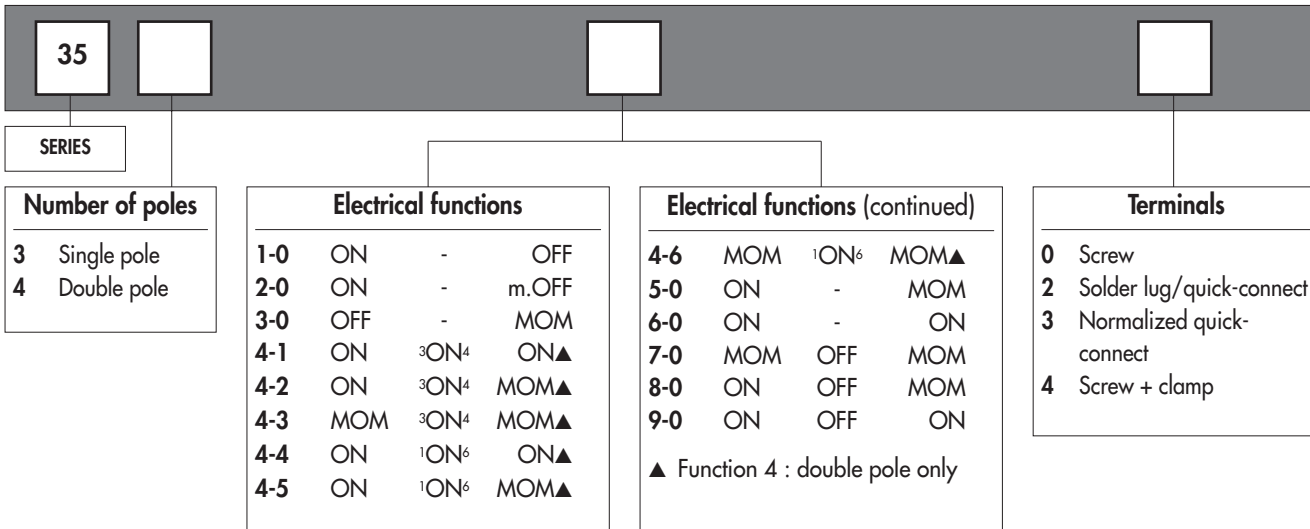 35
SERIES
Number of poles
3 Single pole
4 Double pole
Electrical functions
1-0 ON - OFF
2-0 ON - m.OFF
3-0 OFF - MOM
4-1 ON ³ON⁴ ON▲
4-2 ON ³ON⁴ MOM▲
4-3 MOM ³ON⁴ MOM▲
4-4 ON ¹ON⁶ ON▲
4-5 ON ¹ON⁶ MOM▲
Electrical functions (continued)
4-6 MOM ¹ON⁶ MOM▲
5-0 ON - MOM
6-0 ON - ON
7-0 MOM OFF MOM
8-0 ON OFF MOM
9-0 ON OFF ON
▲ Function 4 : double pole only
Terminals
0 Screw
2 Solder lug/quick-connect
3 Normalized quick-
connect
4 Screw + clamp